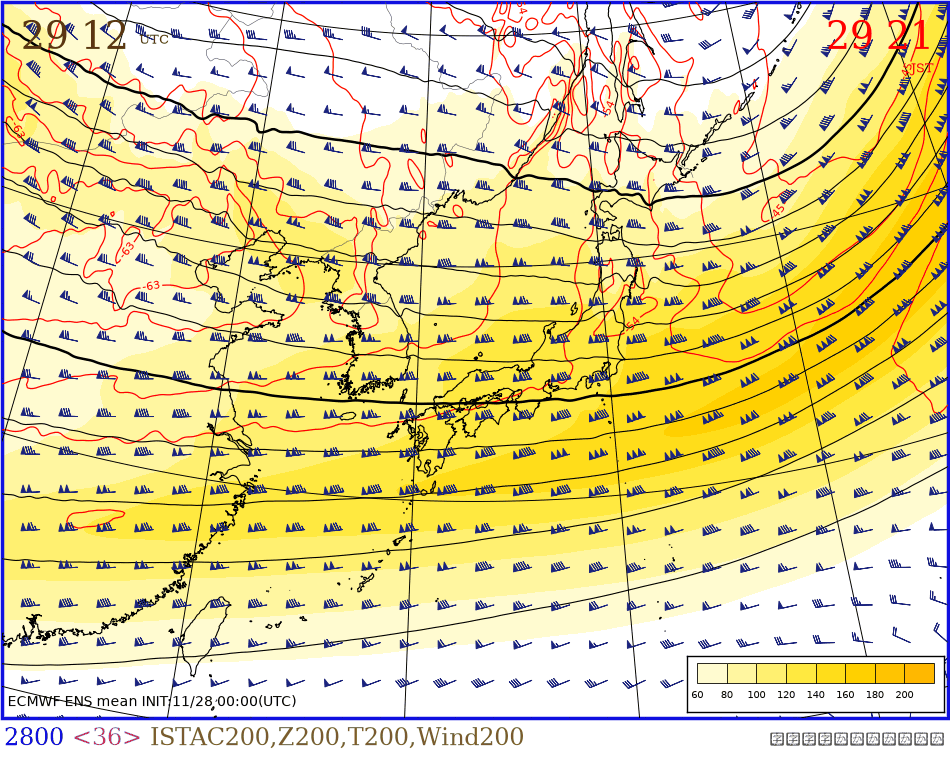 29 12 UTC
29 21 JST
-54
-54
-63
-45
-63
-63
-54
60 80 100 120 140 160 180 200
ECMWF ENS mean INIT:11/28 00:00(UTC)
2800 <36> ISTAC200,Z200,T200,Wind200